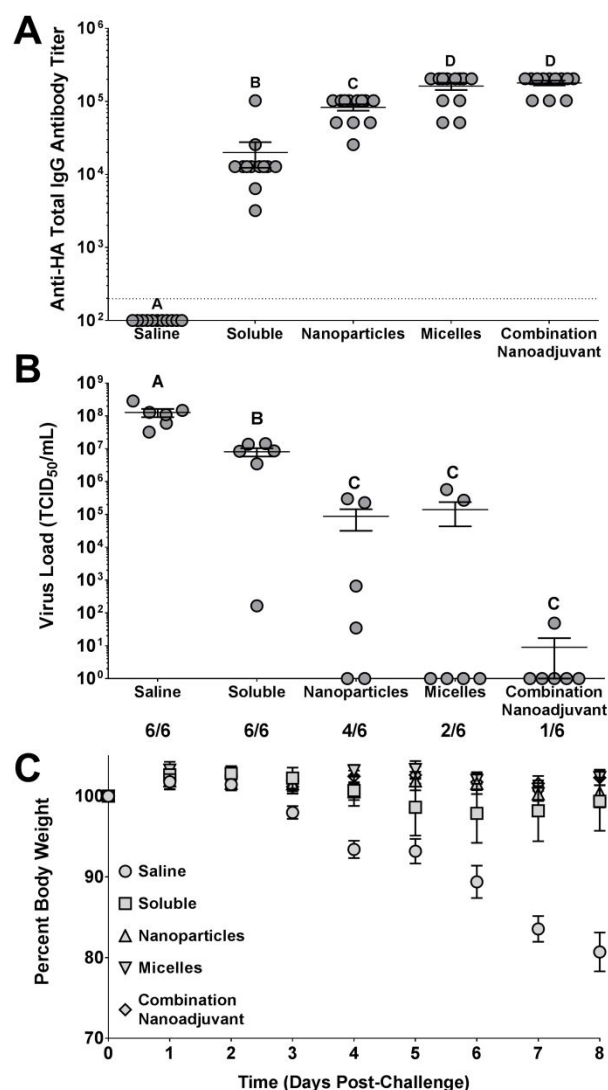 A
Anti-HA Total IgG Antibody Titer
10⁶
10⁵
10⁴
10³
10²
A
B
C
D
D
Saline
Soluble
Nanoparticles
Micelles
Combination
Nanoadjuvant
B
Virus Load (TCID₅₀/mL)
10⁹
10⁸
10⁷
10⁶
10⁵
10⁴
10³
10²
10¹
10⁰
A
B
C
C
C
Saline
Soluble
Nanoparticles
Micelles
Combination
Nanoadjuvant
6/6
6/6
4/6
2/6
1/6
C
Percent Body Weight
100
90
80
70
Saline
Soluble
Nanoparticles
Micelles
Combination
Nanoadjuvant
0
1
2
3
4
5
6
7
8
Time (Days Post-Challenge)